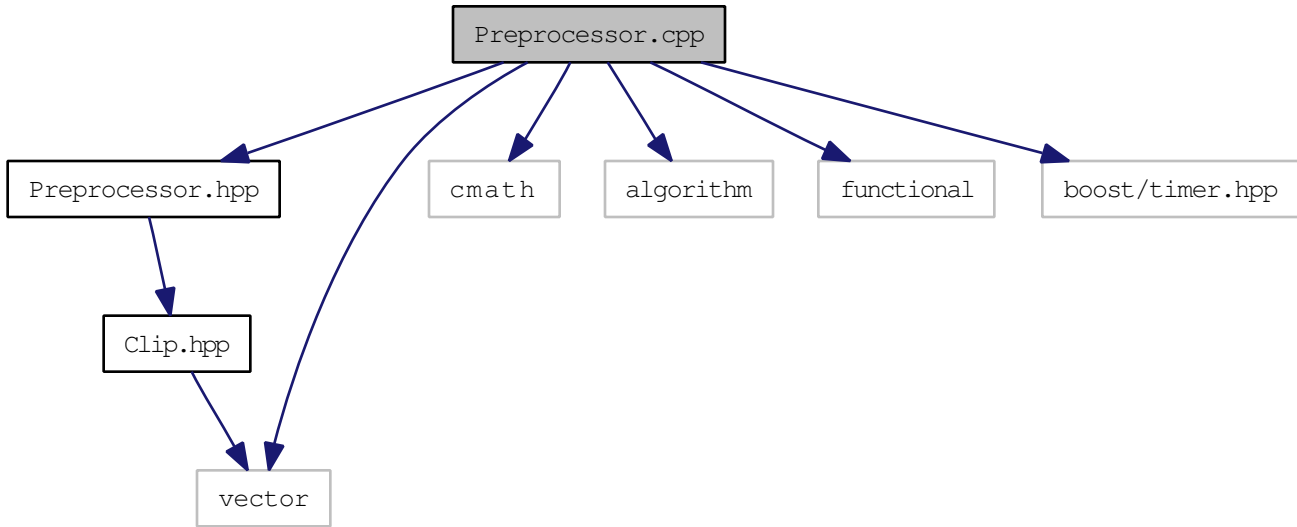 Preprocessor.cpp
Preprocessor.hpp
cmath
algorithm
functional
boost/timer.hpp
Clip.hpp
vector